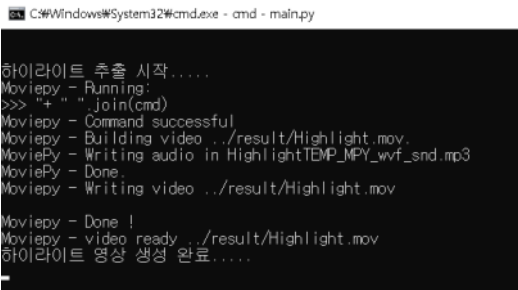 C:₩Windows₩System32₩cmd.exe - cmd - main.py
하이라이트 추출 시작.....
Moviepy - Running:
>>> "+ " ".join(cmd)
Moviepy - Command successful
Moviepy - Building video ../result/Highlight.mov.
MoviePy - Writing audio in HighlightTEMP_MPY_wvf_snd.mp3
MoviePy - Done.
Moviepy - Writing video ../result/Highlight.mov
Moviepy - Done !
Moviepy - video ready ../result/Highlight.mov
하이라이트 영상 생성 완료.....